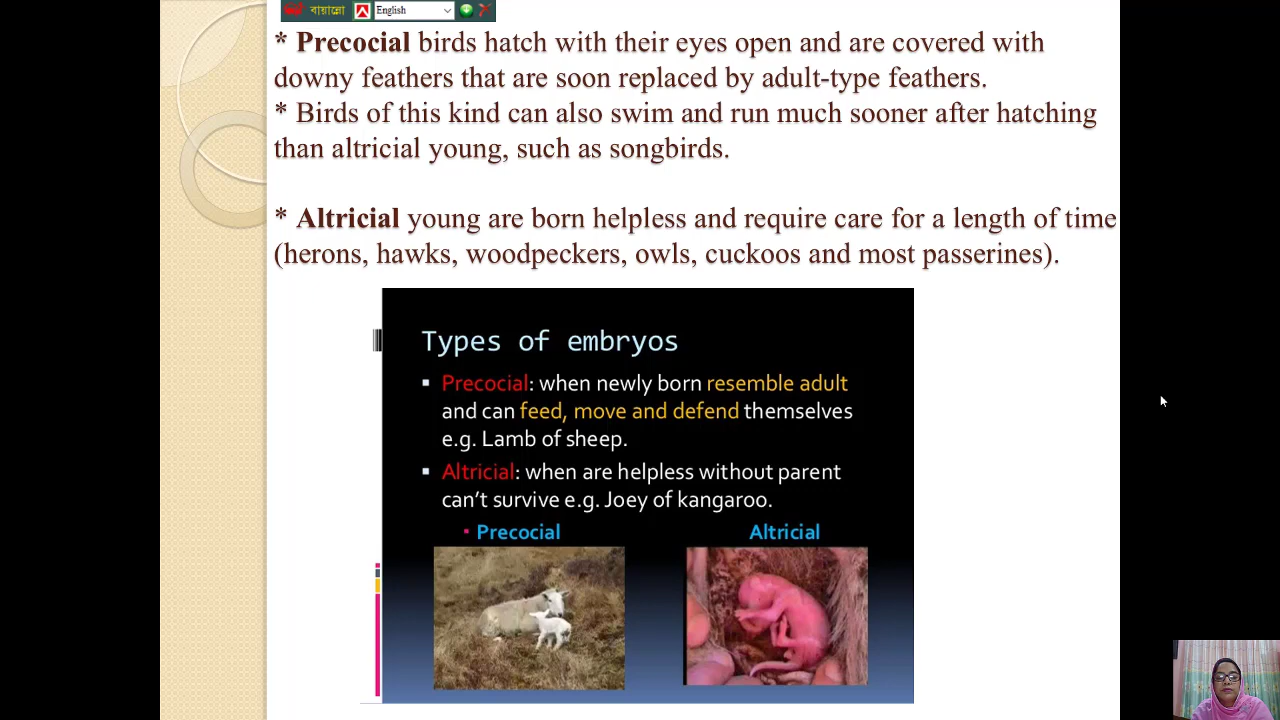 বায়ান্নো
English
* Precocial birds hatch with their eyes open and are covered with
downy feathers that are soon replaced by adult-type feathers.
* Birds of this kind can also swim and run much sooner after hatching
than altricial young, such as songbirds.
* Altricial young are born helpless and require care for a length of time
(herons, hawks, woodpeckers, owls, cuckoos and most passerines).
Types of embryos
Precocial: when newly born resemble adult
and can feed, move and defend themselves
e.g. Lamb of sheep.
Altricial: when are helpless without parent
can't survive e.g. Joey of kangaroo.
Precocial
Altricial